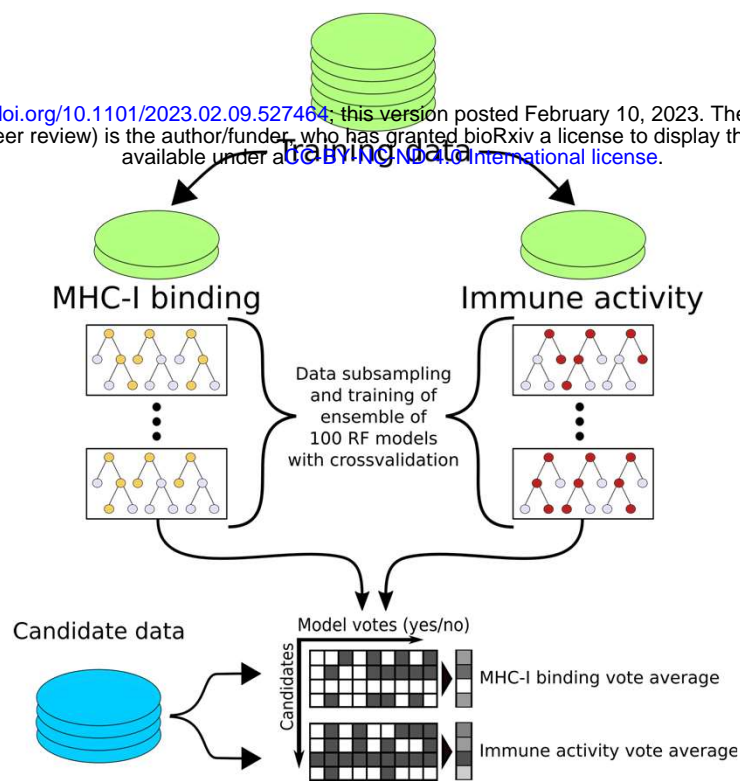 doi.org/10.1101/2023.02.09.527464; this version posted February 10, 2023. The
eer review) is the author/funder, who has granted bioRxiv a license to display th
available under aCC-BY-NC-ND 4.0 International license.
Training data
MHC-I binding
Immune activity
Data subsampling
and training of
ensemble of
100 RF models
with crossvalidation
Candidate data
Model votes (yes/no)
Candidates
MHC-I binding vote average
Immune activity vote average